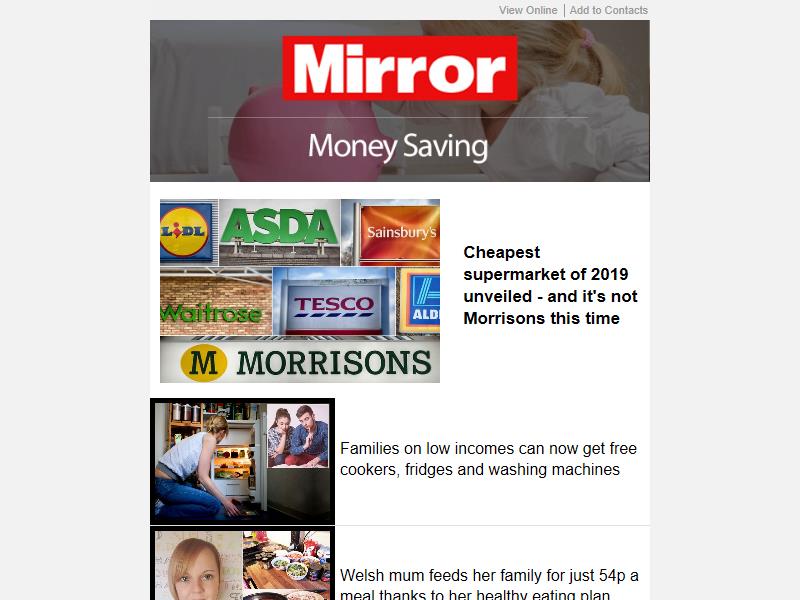 View Online | Add to Contacts
Mirror
Money Saving
LIDL
ASDA
Sainsbury's
Waitrose
TESCO
ALDI
M MORRISONS
Cheapest
supermarket of 2019
unveiled - and it's not
Morrisons this time
Families on low incomes can now get free
cookers, fridges and washing machines
Welsh mum feeds her family for just 54p a
meal thanks to her healthy eating plan